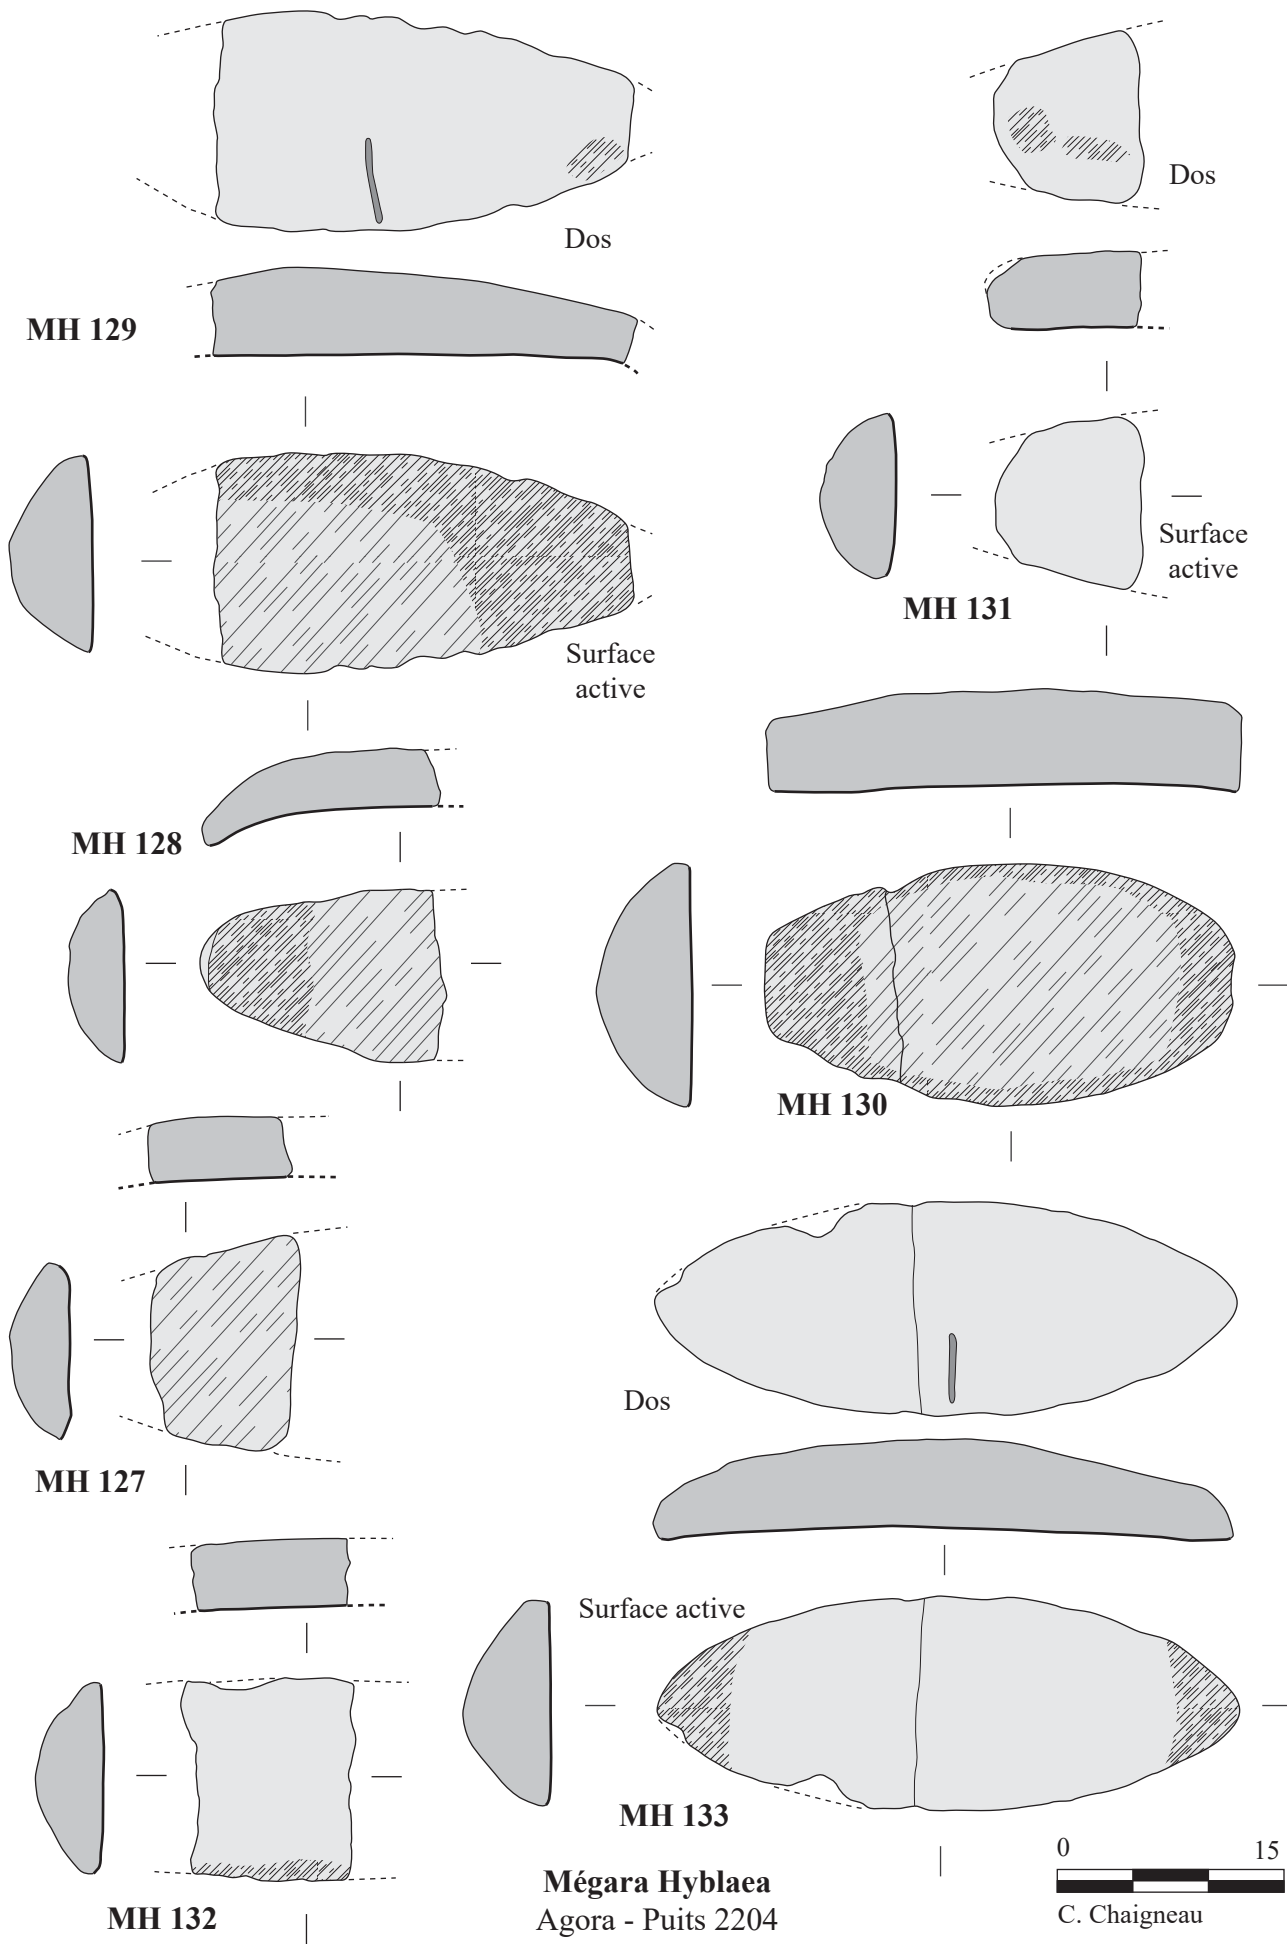 Dos
Dos
MH 129
Surface
active
MH 131
Surface
active
MH 128
MH 130
Dos
MH 127
Surface active
MH 133
MH 132
Mégara Hyblaea
Agora - Puits 2204
0 15
C. Chaigneau